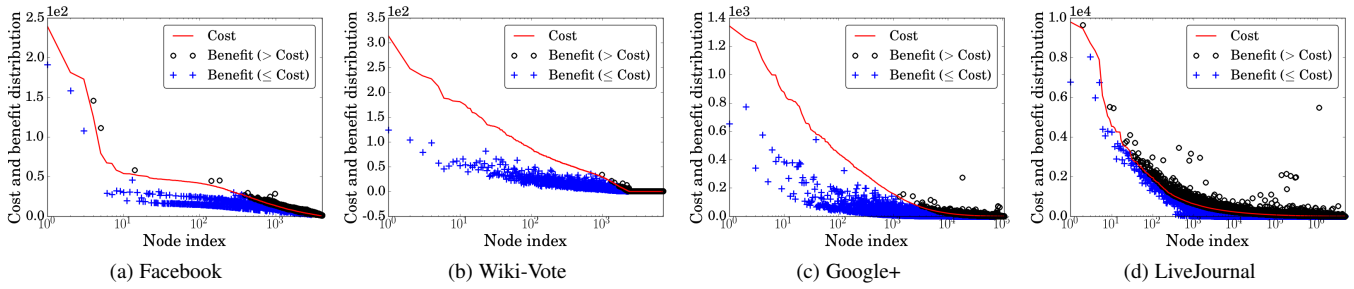 2.5 1e2
Cost
Benefit (> Cost)
Benefit (≤ Cost)
2.0
1.5
1.0
0.5
0.0
Cost and benefit distribution
10^0 10^1 10^2 10^3
Node index
(a) Facebook
3.5 1e2
Cost
Benefit (> Cost)
Benefit (≤ Cost)
3.0
2.5
2.0
1.5
1.0
0.5
0.0
-0.5
Cost and benefit distribution
10^0 10^1 10^2 10^3
Node index
(b) Wiki-Vote
1.4 1e3
Cost
Benefit (> Cost)
Benefit (≤ Cost)
1.2
1.0
0.8
0.6
0.4
0.2
0.0
Cost and benefit distribution
10^0 10^1 10^2 10^3
Node index
(c) Google+
1.0 1e4
Cost
Benefit (> Cost)
Benefit (≤ Cost)
0.8
0.6
0.4
0.2
0.0
Cost and benefit distribution
10^0 10^1 10^2
Node index
(d) LiveJournal